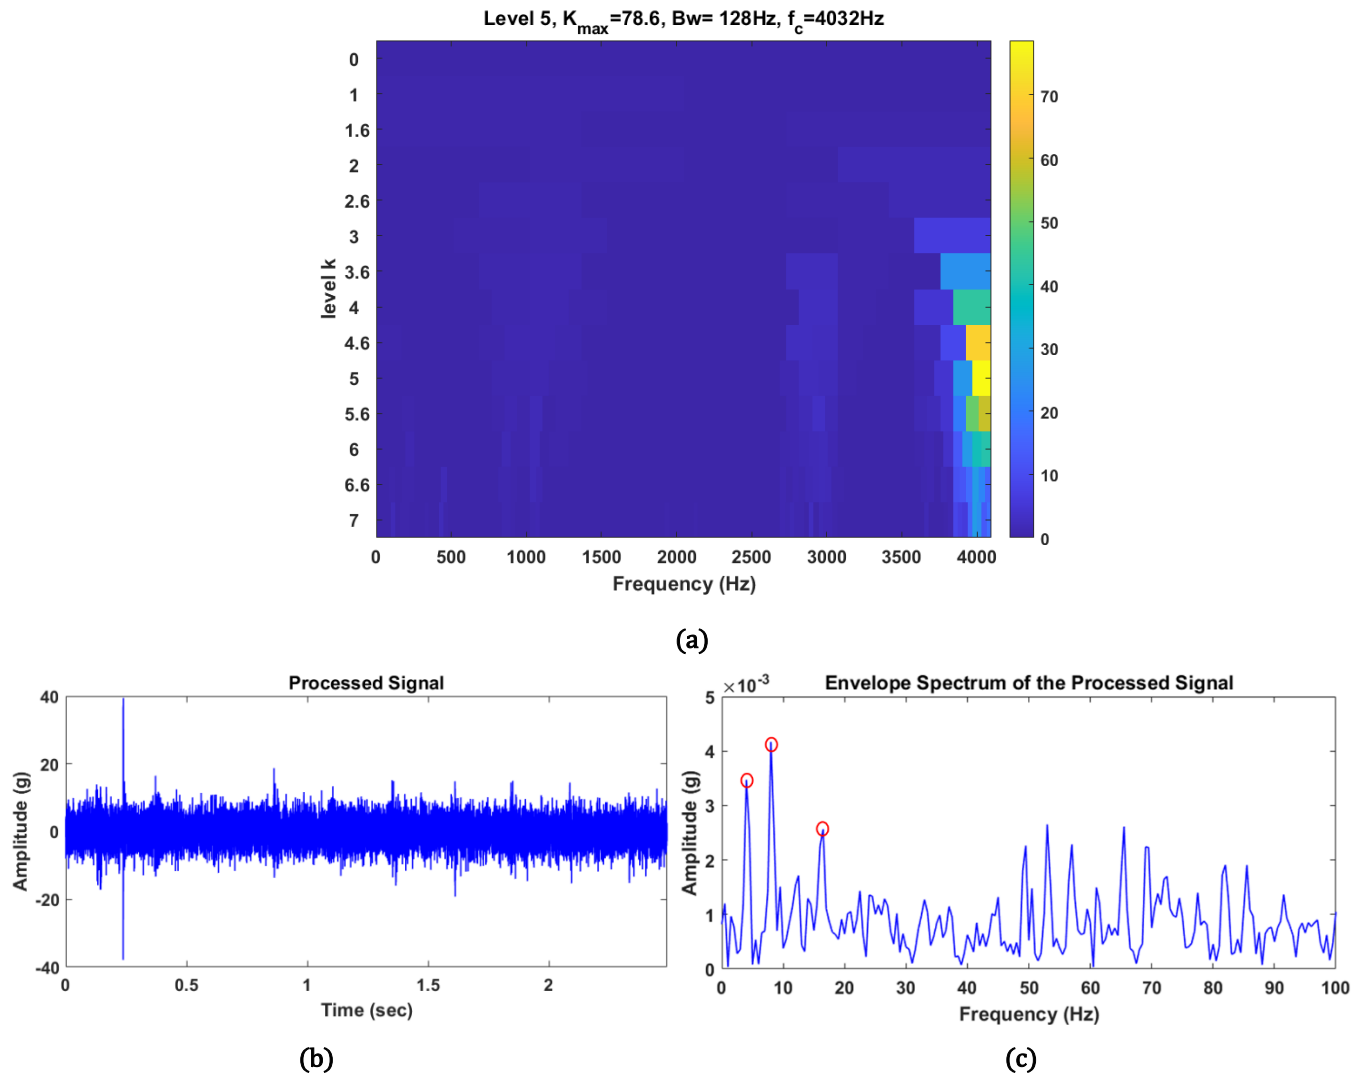 Level 5, Kmax=78.6, Bw= 128Hz, fc=4032Hz
level k
0
1
1.6
2
2.6
3
3.6
4
4.6
5
5.6
6
6.6
7
0 500 1000 1500 2000 2500 3000 3500 4000
Frequency (Hz)
70
60
50
40
30
20
10
0
(a)
Processed Signal
Amplitude (g)
40
20
0
-20
-40
0 0.5 1 1.5 2
Time (sec)
(b)
×10-3
Envelope Spectrum of the Processed Signal
Amplitude (g)
5
4
3
2
1
0
0 10 20 30 40 50 60 70 80 90 100
Frequency (Hz)
(c)